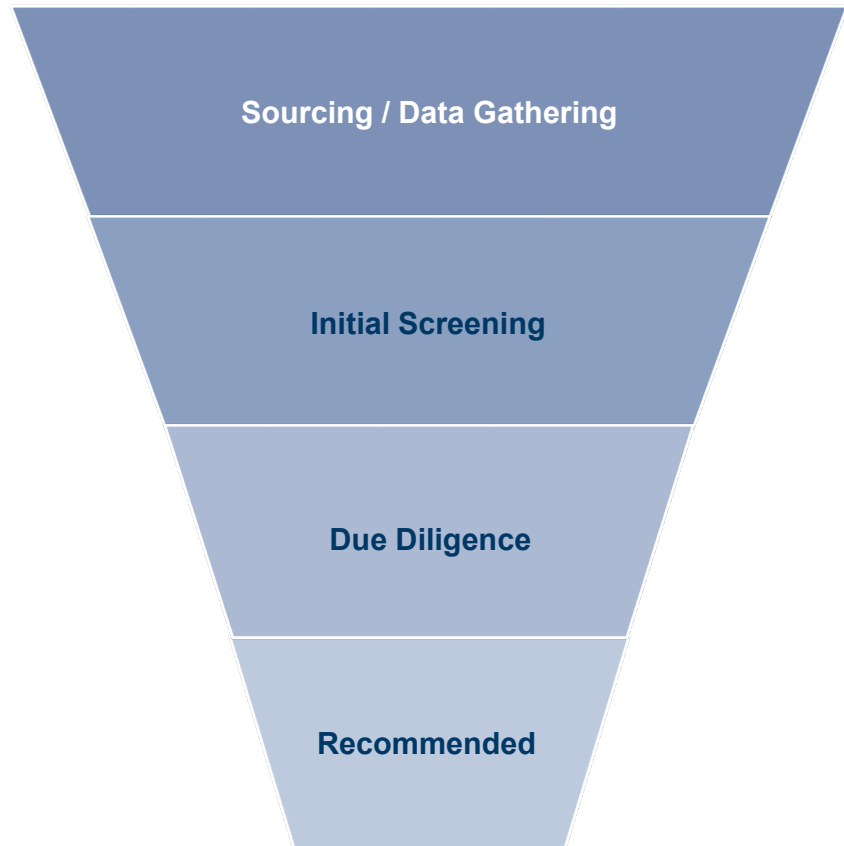 Sourcing / Data Gathering
Initial Screening
Due Diligence
Recommended